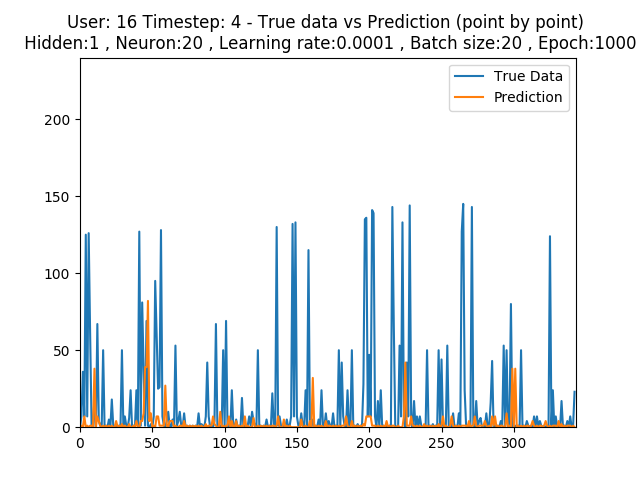 User: 16 Timestep: 4 - True data vs Prediction (point by point)
Hidden:1 , Neuron:20 , Learning rate:0.0001 , Batch size:20 , Epoch:1000
True Data
Prediction
200
150
100
50
0
0 50 100 150 200 250 300